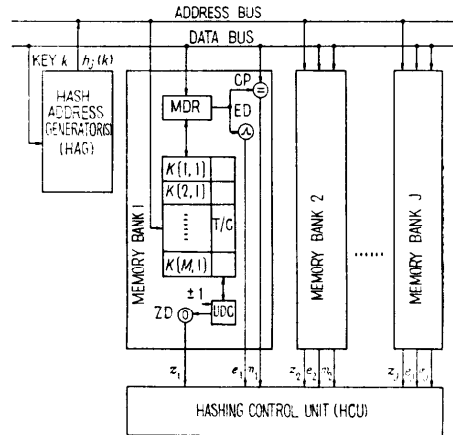 ADDRESS BUS
DATA BUS
KEY k
h_j(k)
HASH
ADDRESS
GENERATOR(S)
(HAG)
MEMORY BANK 1
MDR
CP
=
ED
K(1,1)
K(2,1)
K(M,1)
T/C
±1
UDC
ZD
0
MEMORY BANK 2
......
MEMORY BANK J
z_1
e_1
n_1
z_2
e_2
z_J
e_J
HASHING CONTROL UNIT (HCU)